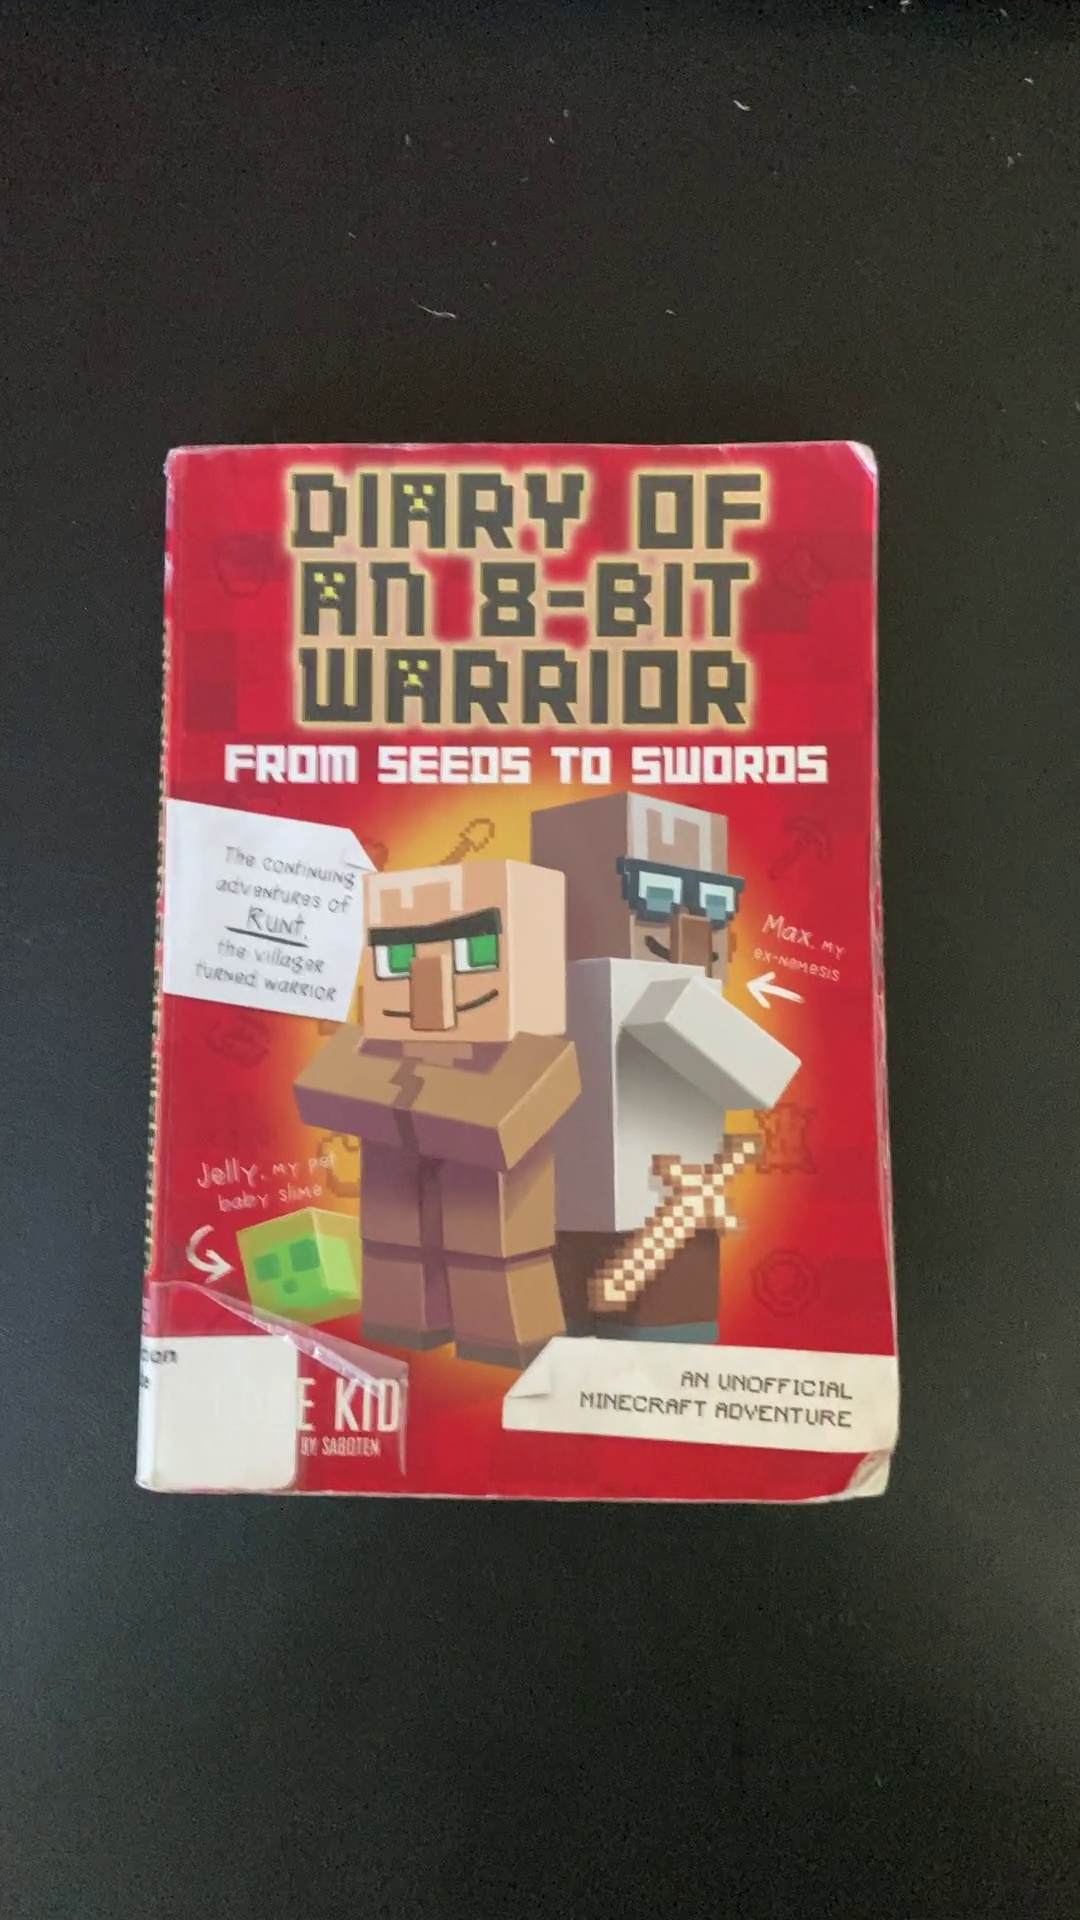 DIARY OF
AN 8-BIT
WARRIOR
FROM SEEDS TO SWORDS
The continuing
adventures of
Runt,
the villager
turned warrior
Max, my
ex-nemesis
Jelly, my pet
baby slime
E KID
BY SABOTEN
AN UNOFFICIAL
MINECRAFT ADVENTURE